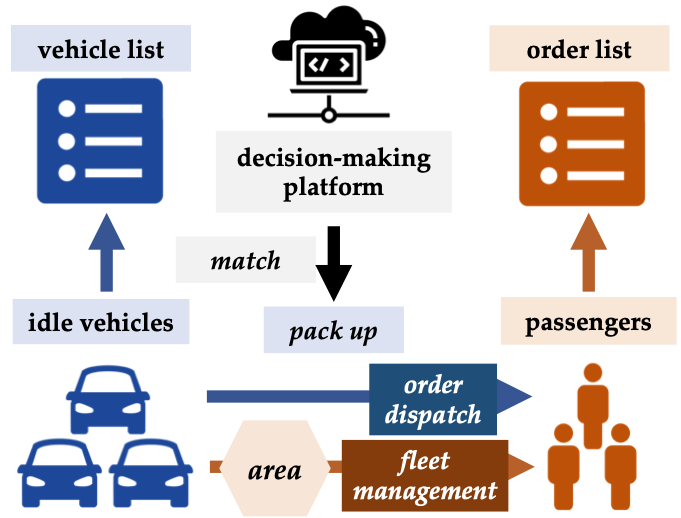 vehicle list
order list
</>
decision-making
platform
match
idle vehicles
pack up
passengers
order
dispatch
area
fleet
management